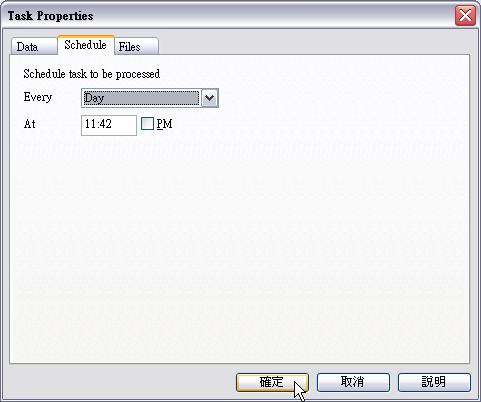 Task Properties
Data Schedule Files
Schedule task to be processed
Every Day
At 11:42 PM
確定 取消 說明